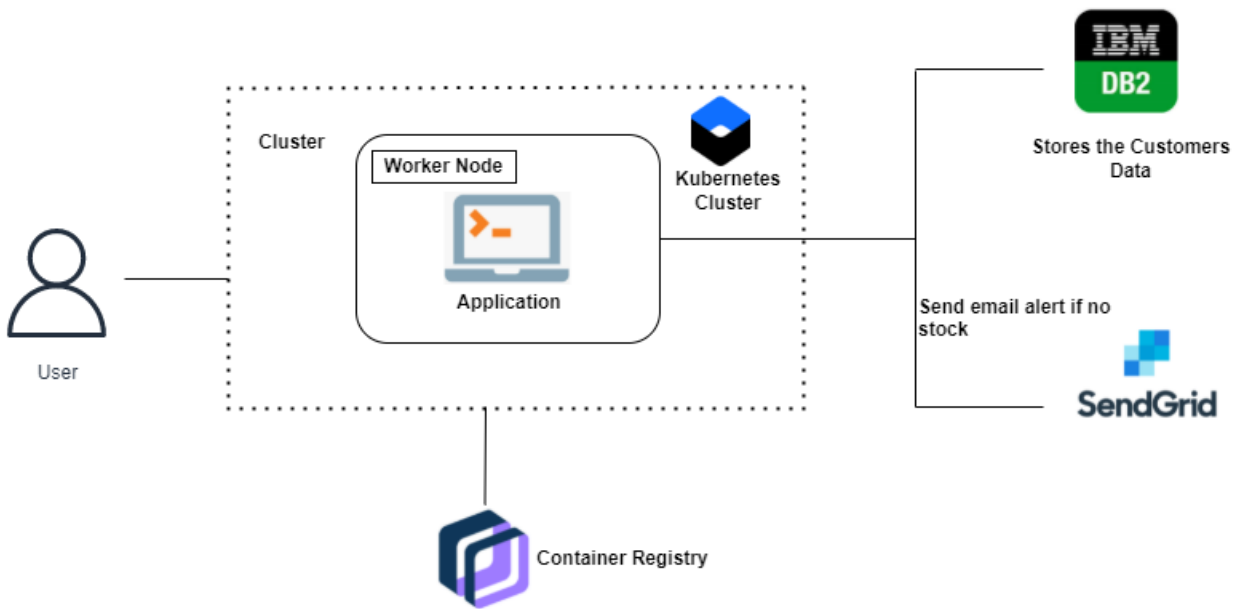 IBM
DB2
Stores the Customers
Data
Cluster
Worker Node
Kubernetes
Cluster
Application
User
Send email alert if no
stock
SendGrid
Container Registry